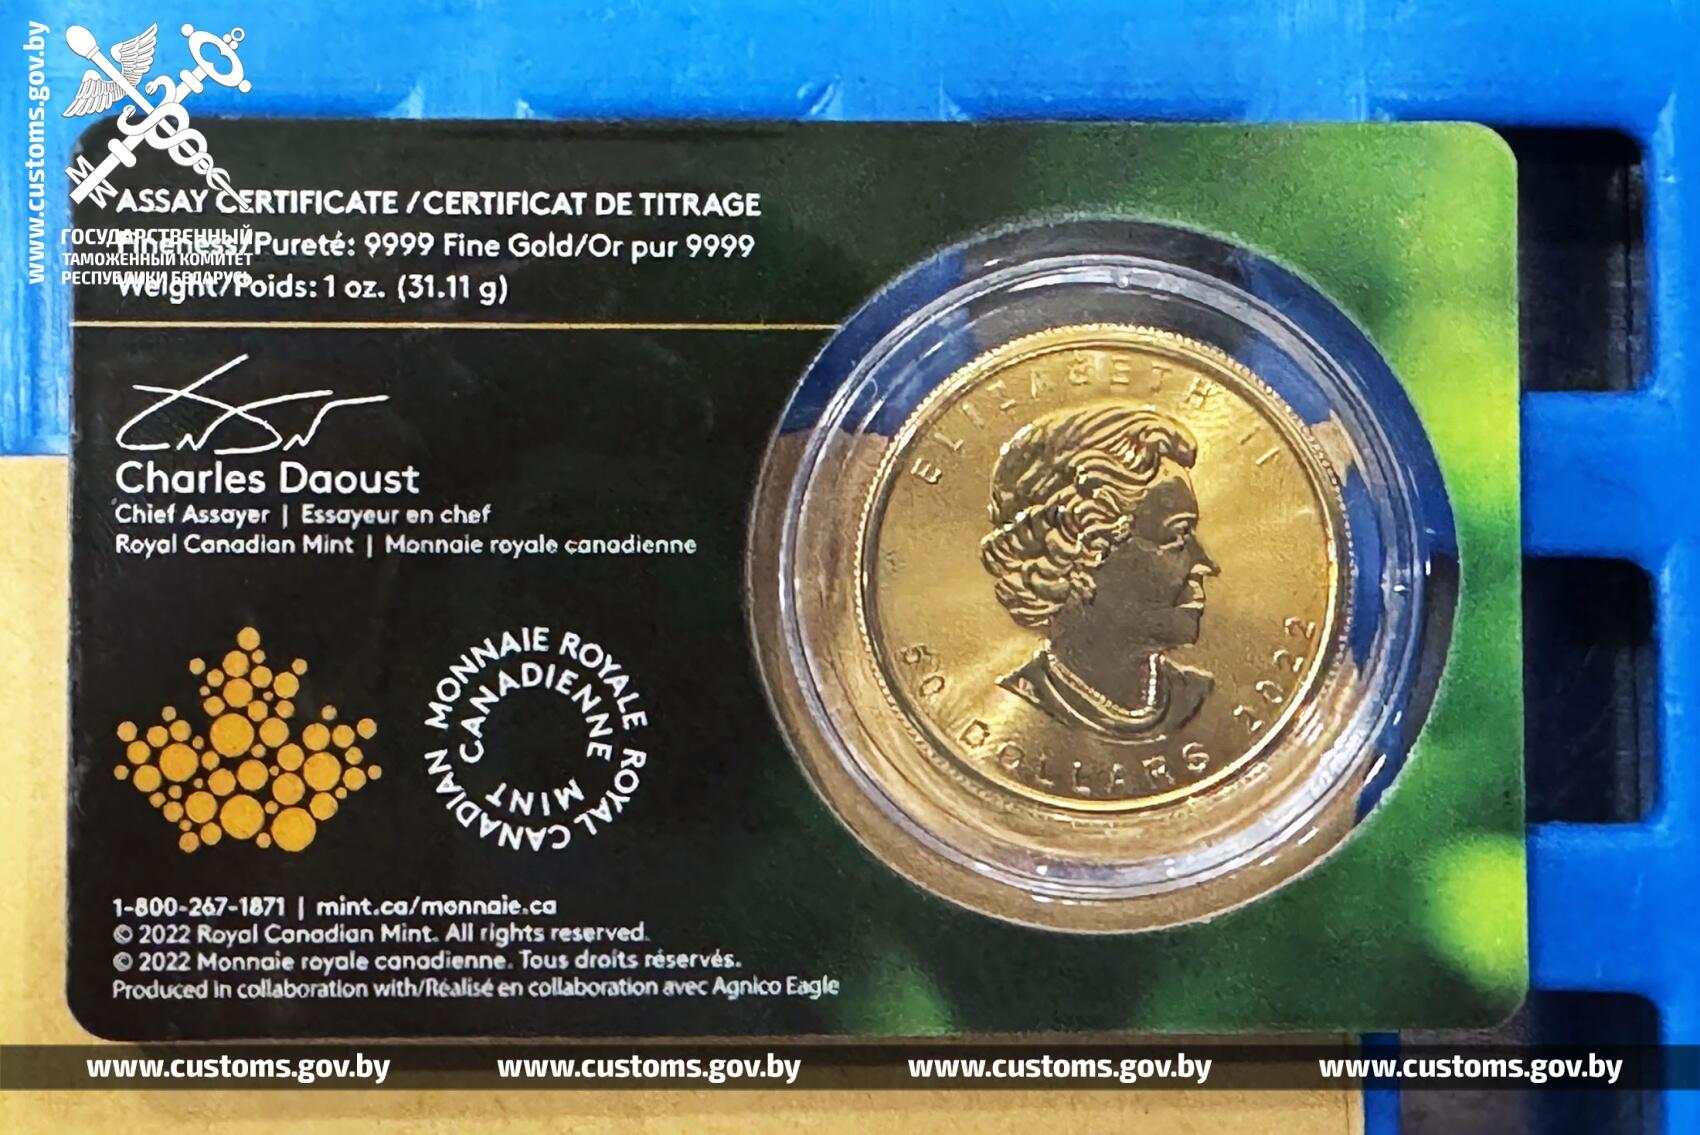 www.customs.gov.by
ГОСУДАРСТВЕННЫЙ
ТАМОЖЕННЫЙ КОМИТЕТ
РЕСПУБЛИКИ БЕЛАРУСЬ
ASSAY CERTIFICATE / CERTIFICAT DE TITRAGE
Fineness/Pureté: 9999 Fine Gold/Or pur 9999
Weight/Poids: 1 oz. (31.11 g)
Charles Daoust
Chief Assayer | Essayeur en chef
Royal Canadian Mint | Monnaie royale canadienne
MONNAIE ROYALE CANADIENNE
ROYAL CANADIAN MINT
1-800-267-1871 | mint.ca/monnaie.ca
© 2022 Royal Canadian Mint. All rights reserved.
© 2022 Monnaie royale canadienne. Tous droits réservés.
Produced in collaboration with/Réalisé en collaboration avec Agnico Eagle
ELIZABETH II
50 DOLLARS 2022
www.customs.gov.by www.customs.gov.by www.customs.gov.by www.customs.gov.by